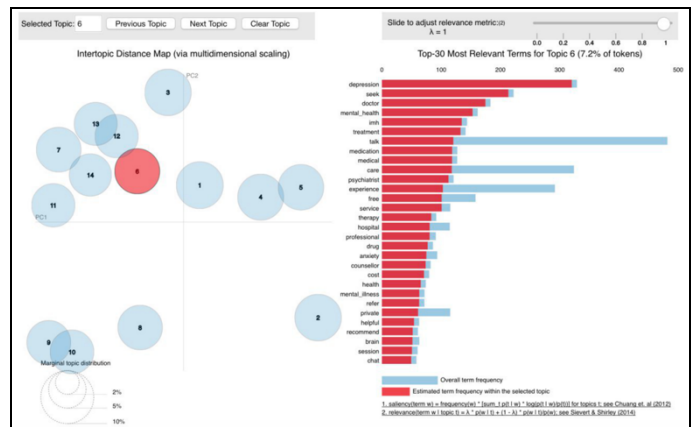 Selected Topic: 6 Previous Topic Next Topic Clear Topic
Slide to adjust relevance metric:(2)
λ = 1
0.0 0.2 0.4 0.6 0.8 1.0
Intertopic Distance Map (via multidimensional scaling)
PC2
PC1
3
13
12
7
14
6
1
4
5
11
2
8
9
10
Marginal topic distribution
2%
5%
10%
Top-30 Most Relevant Terms for Topic 6 (7.2% of tokens)
0 100 200 300 400 500
depression
seek
doctor
mental_health
imh
treatment
talk
medication
medical
care
psychiatrist
experience
free
service
therapy
hospital
professional
drug
anxiety
counsellor
cost
health
mental_illness
refer
private
helpful
recommend
brain
session
chat
Overall term frequency
Estimated term frequency within the selected topic
1. saliency(term w) = frequency(w) * [sum_t p(t | w) * log(p(t | w)/p(t))] for topics t; see Chuang et. al (2012)
2. relevance(term w | topic t) = λ * p(w | t) + (1 - λ) * p(w | t)/p(w); see Sievert & Shirley (2014)